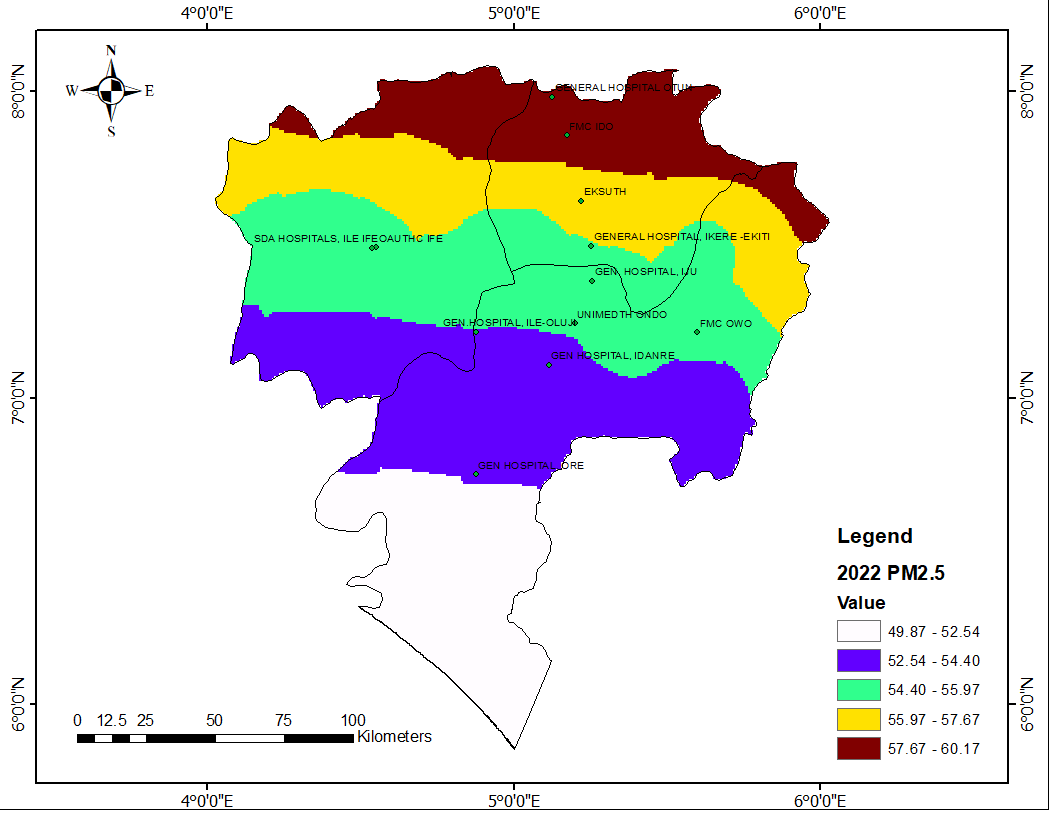 4°0'0"E 5°0'0"E 6°0'0"E
N
W E
S
8°0'0"N 8°0'0"N
GENERAL HOSPITAL OTUN
FMC IDO
EKSUTH
SDA HOSPITALS, ILE IFE OAUTHC IFE
GENERAL HOSPITAL, IKERE -EKITI
GEN HOSPITAL, IJU
UNIMEDTH ONDO
GEN HOSPITAL, ILE-OLUJI
FMC OWO
GEN HOSPITAL, IDANRE
7°0'0"N 7°0'0"N
GEN HOSPITAL, ORE
Legend
2022 PM2.5
Value
49.87 - 52.54
52.54 - 54.40
54.40 - 55.97
55.97 - 57.67
57.67 - 60.17
6°0'0"N 6°0'0"N
0 12.5 25 50 75 100
Kilometers
4°0'0"E 5°0'0"E 6°0'0"E